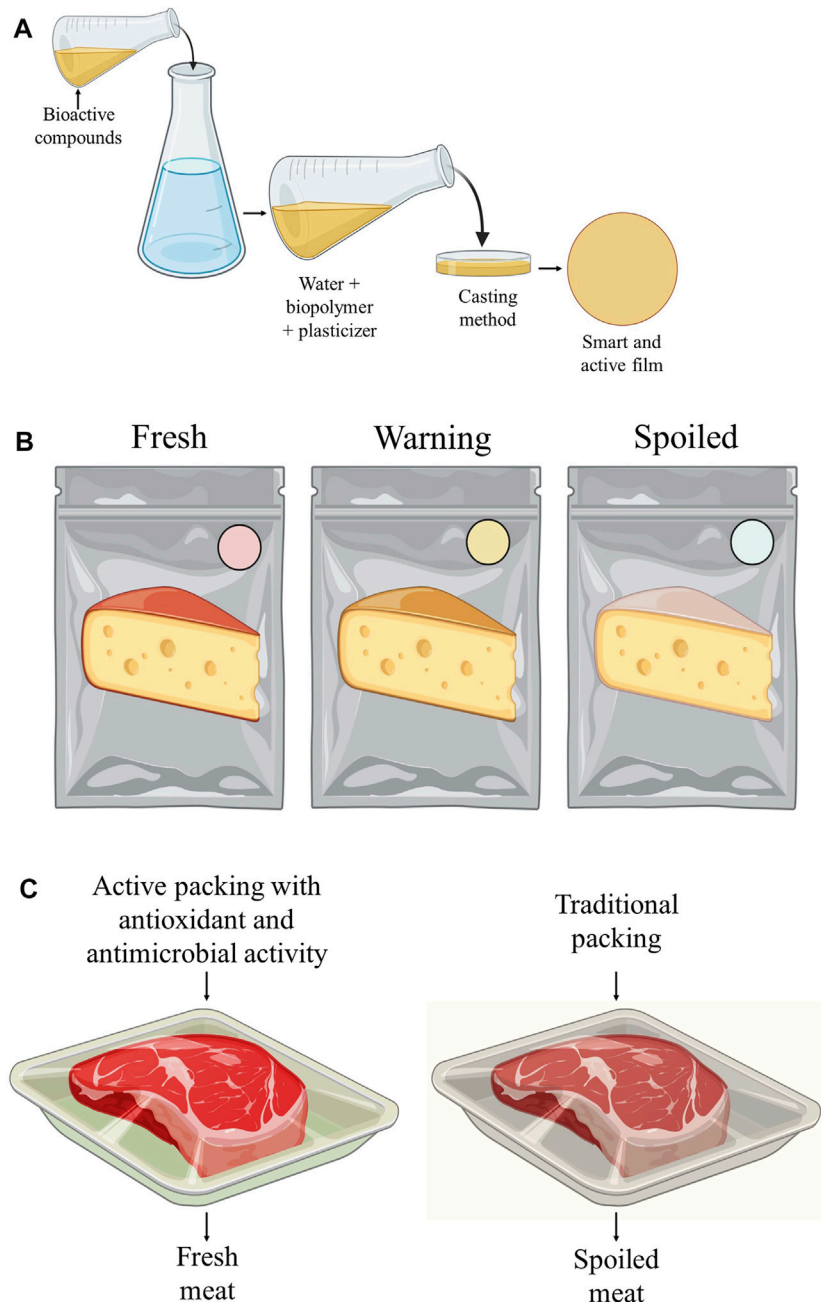 A
Bioactive
compounds
Water +
biopolymer
+ plasticizer
Casting
method
Smart and
active film
B
Fresh
Warning
Spoiled
C
Active packing with
antioxidant and
antimicrobial activity
Traditional
packing
Fresh
meat
Spoiled
meat